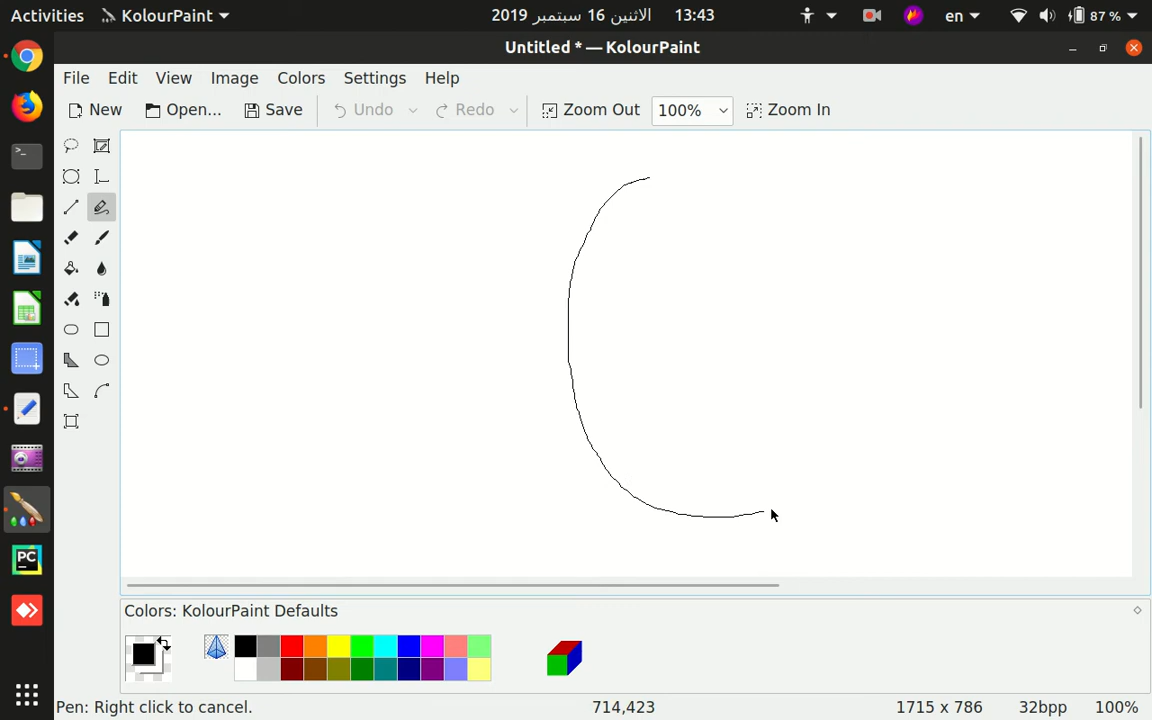 Activities KolourPaint الاثنين 16 سبتمبر 2019 13:43 en 87 %
Untitled * — KolourPaint
File Edit View Image Colors Settings Help
New Open... Save Undo Redo Zoom Out 100% Zoom In
Colors: KolourPaint Defaults
Pen: Right click to cancel. 714,423 1715 x 786 32bpp 100%
PC